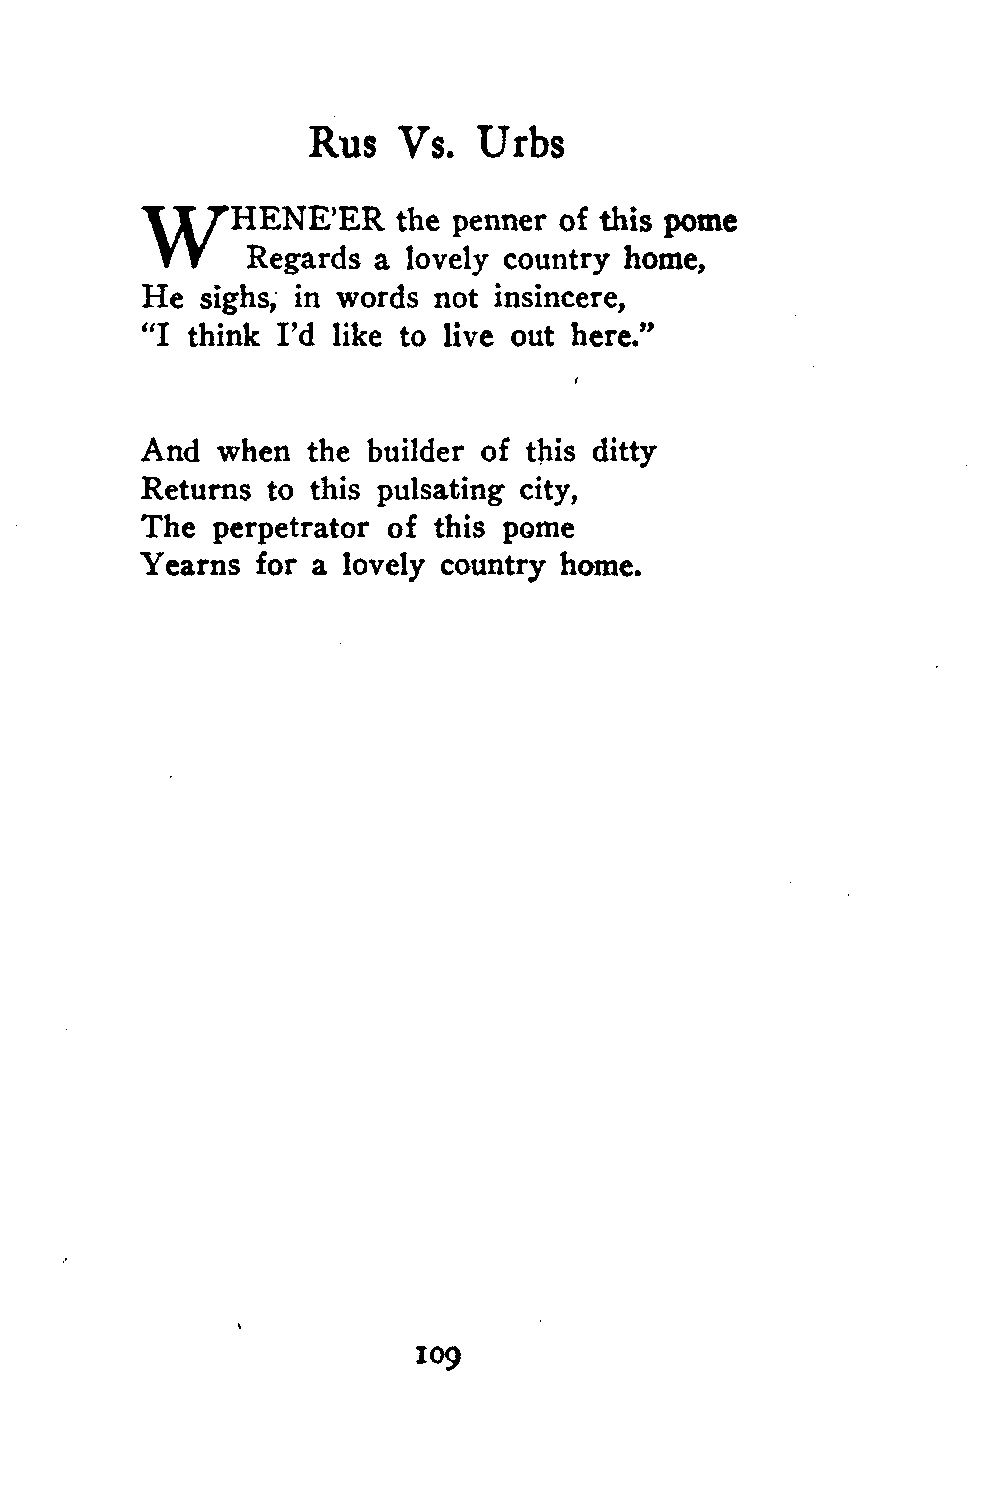 Rus Vs. Urbs
WHENE'ER the penner of this pome
Regards a lovely country home,
He sighs, in words not insincere,
“I think I’d like to live out here.”
And when the builder of this ditty
Returns to this pulsating city,
The perpetrator of this pome
Yearns for a lovely country home.
109